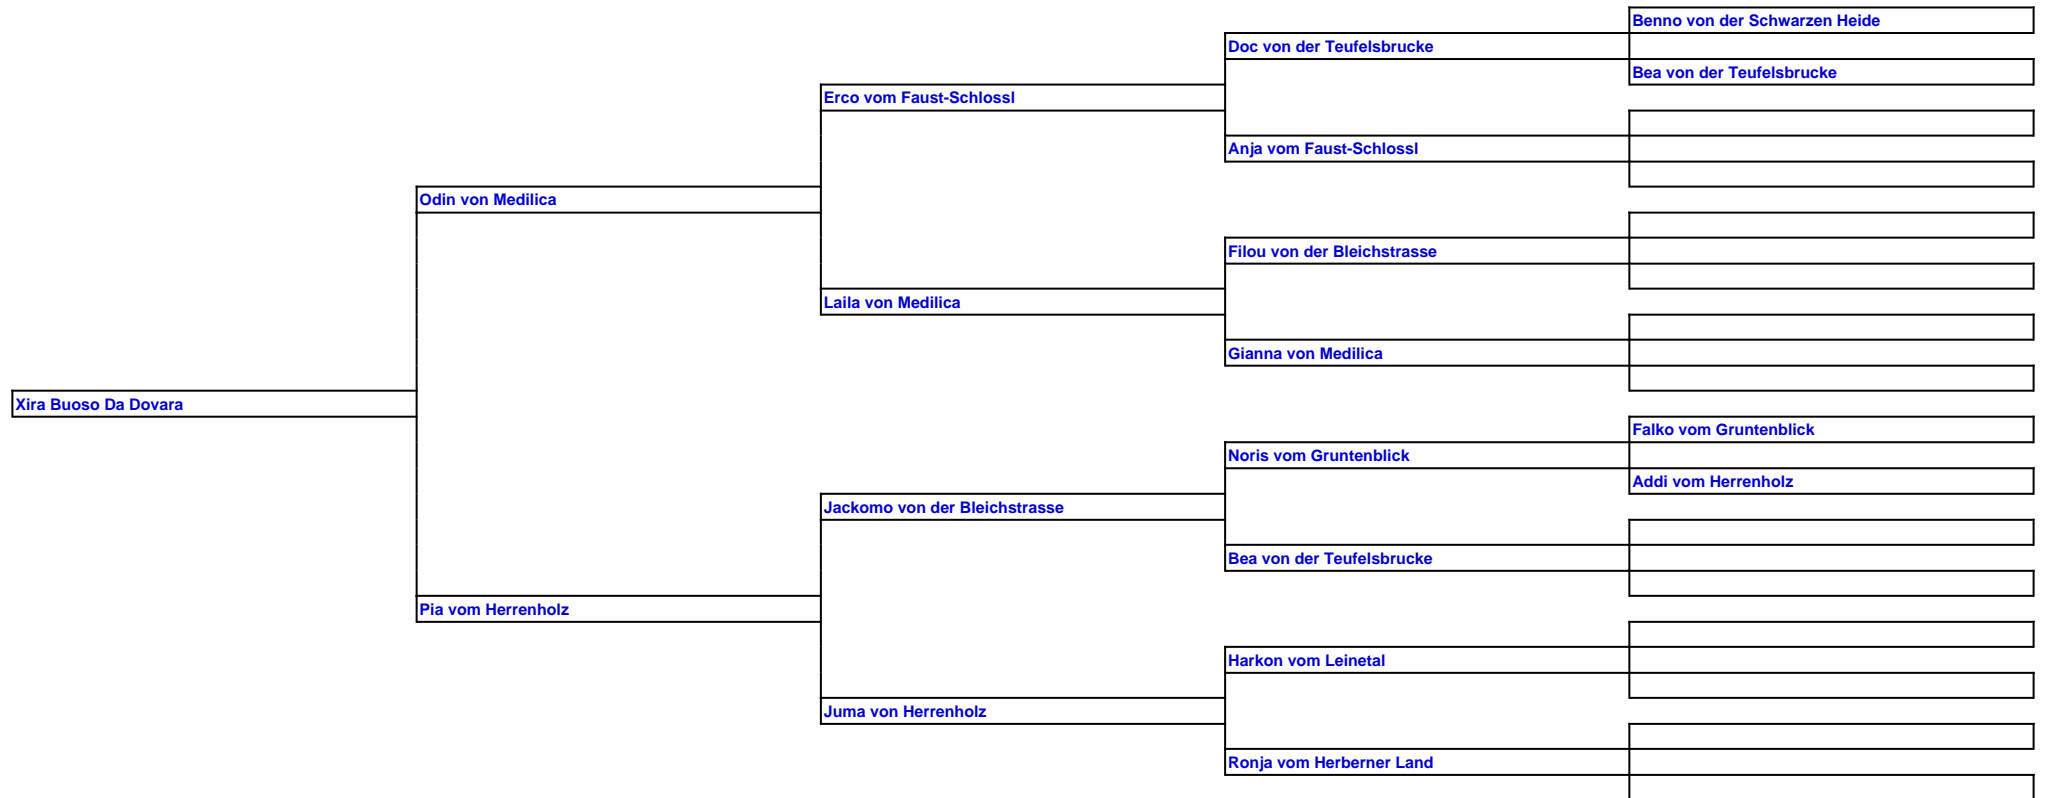 Benno von der Schwarzen Heide
Doc von der Teufelsbrucke
Bea von der Teufelsbrucke
Erco vom Faust-Schlossl
Anja vom Faust-Schlossl
Odin von Medilica
Filou von der Bleichstrasse
Laila von Medilica
Gianna von Medilica
Xira Buoso Da Dovara
Falko vom Gruntenblick
Noris vom Gruntenblick
Addi vom Herrenholz
Jackomo von der Bleichstrasse
Bea von der Teufelsbrucke
Pia vom Herrenholz
Harkon vom Leinetal
Juma von Herrenholz
Ronja vom Herberner Land